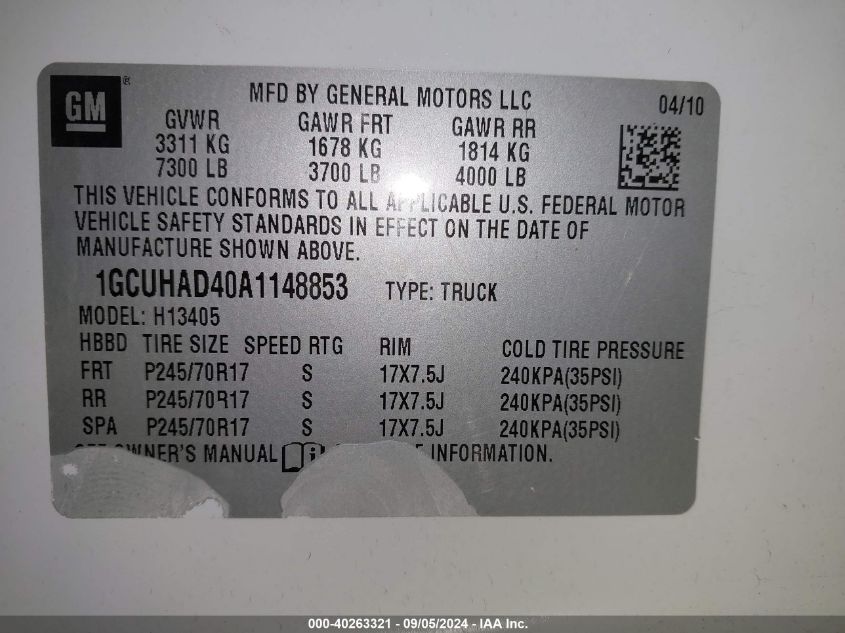 GM ®
MFD BY GENERAL MOTORS LLC 04/10
GVWR GAWR FRT GAWR RR
3311 KG 1678 KG 1814 KG
7300 LB 3700 LB 4000 LB
THIS VEHICLE CONFORMS TO ALL APPLICABLE U.S. FEDERAL MOTOR
VEHICLE SAFETY STANDARDS IN EFFECT ON THE DATE OF
MANUFACTURE SHOWN ABOVE.
1GCUHAD40A1148853 TYPE: TRUCK
MODEL: H13405
HBBD TIRE SIZE SPEED RTG RIM COLD TIRE PRESSURE
FRT P245/70R17 S 17X7.5J 240KPA(35PSI)
RR P245/70R17 S 17X7.5J 240KPA(35PSI)
SPA P245/70R17 S 17X7.5J 240KPA(35PSI)
SEE OWNER'S MANUAL INFORMATION.
000-40263321 - 09/05/2024 - IAA Inc.